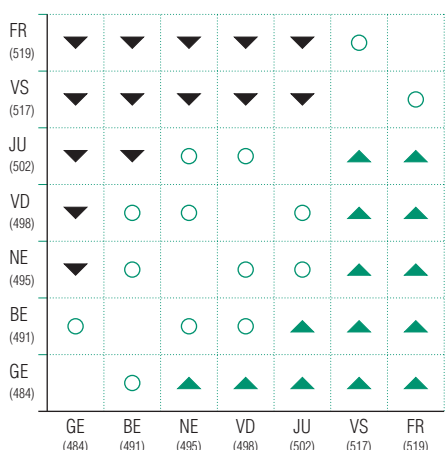 FR
(519)
VS
(517)
JU
(502)
VD
(498)
NE
(495)
BE
(491)
GE
(484)
GE BE NE VD JU VS FR
(484) (491) (495) (498) (502) (517) (519)